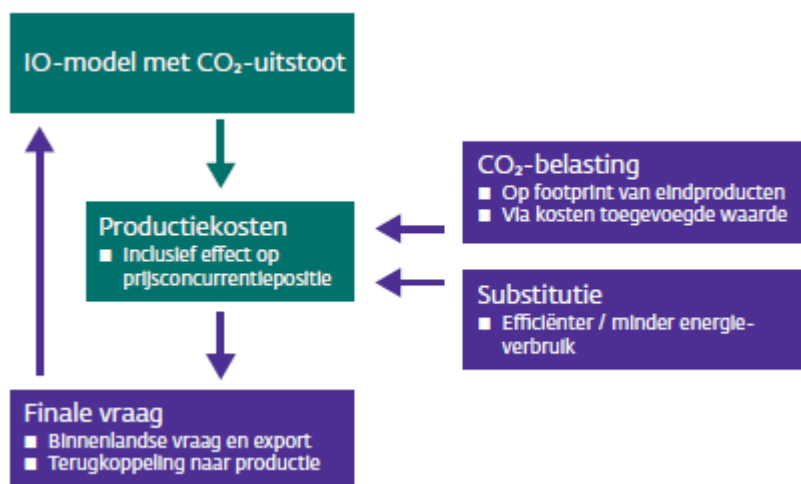 IO-model met CO₂-uitstoot
Productiekosten
■ Inclusief effect op
prijsconcurrentiepositie
CO₂-belasting
■ Op footprint van eindproducten
■ Via kosten toegevoegde waarde
Substitutie
■ Efficiënter / minder energie-
verbruik
Finale vraag
■ Binnenlandse vraag en export
■ Terugkoppeling naar productie